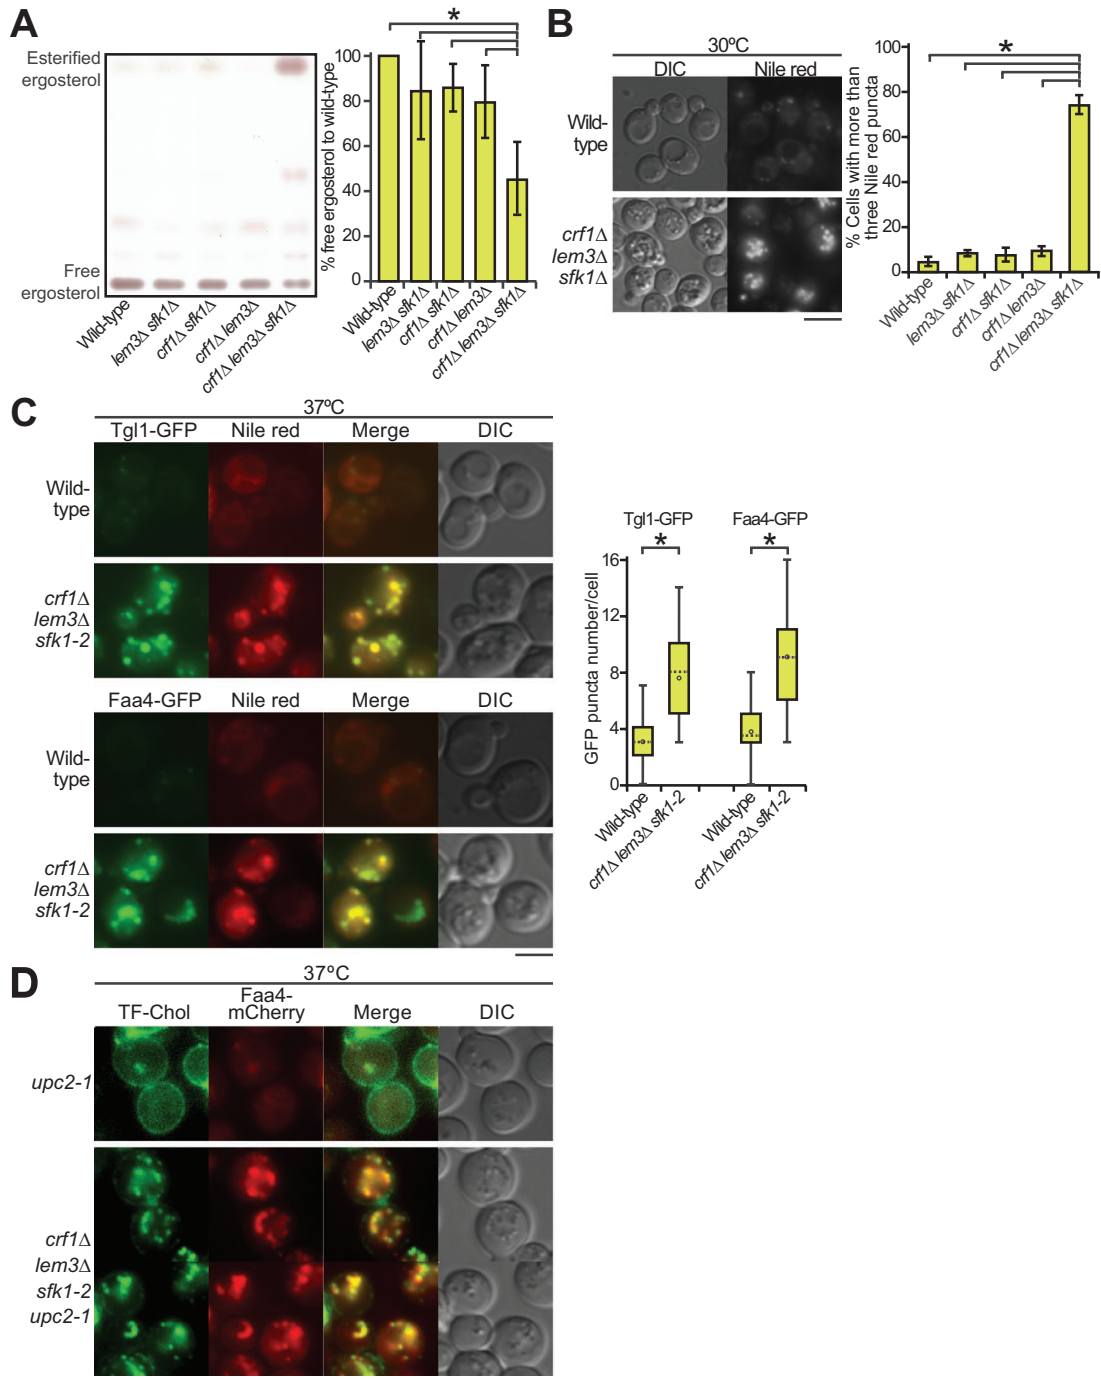 A
Esterified
ergosterol
Free
ergosterol
Wild-type
lem3Δ sfk1Δ
crf1Δ sfk1Δ
crf1Δ lem3Δ
crf1Δ lem3Δ sfk1Δ
% free ergosterol to wild-type
100
80
60
40
20
0
*
Wild-type
lem3Δ sfk1Δ
crf1Δ sfk1Δ
crf1Δ lem3Δ
crf1Δ lem3Δ sfk1Δ
B
30ºC
DIC Nile red
Wild-
type
crf1Δ
lem3Δ
sfk1Δ
% Cells with more than
three Nile red puncta
100
80
60
40
20
0
*
Wild-type
lem3Δ sfk1Δ
crf1Δ sfk1Δ
crf1Δ lem3Δ
crf1Δ lem3Δ sfk1Δ
C
37ºC
Tgl1-GFP Nile red Merge DIC
Wild-
type
crf1Δ
lem3Δ
sfk1-2
Faa4-GFP Nile red Merge DIC
Wild-
type
crf1Δ
lem3Δ
sfk1-2
Tgl1-GFP Faa4-GFP
* *
GFP puncta number/cell
16
12
8
4
0
Wild-type
crf1Δ lem3Δ sfk1-2
Wild-type
crf1Δ lem3Δ sfk1-2
D
37ºC
TF-Chol Faa4-mCherry Merge DIC
upc2-1
crf1Δ
lem3Δ
sfk1-2
upc2-1